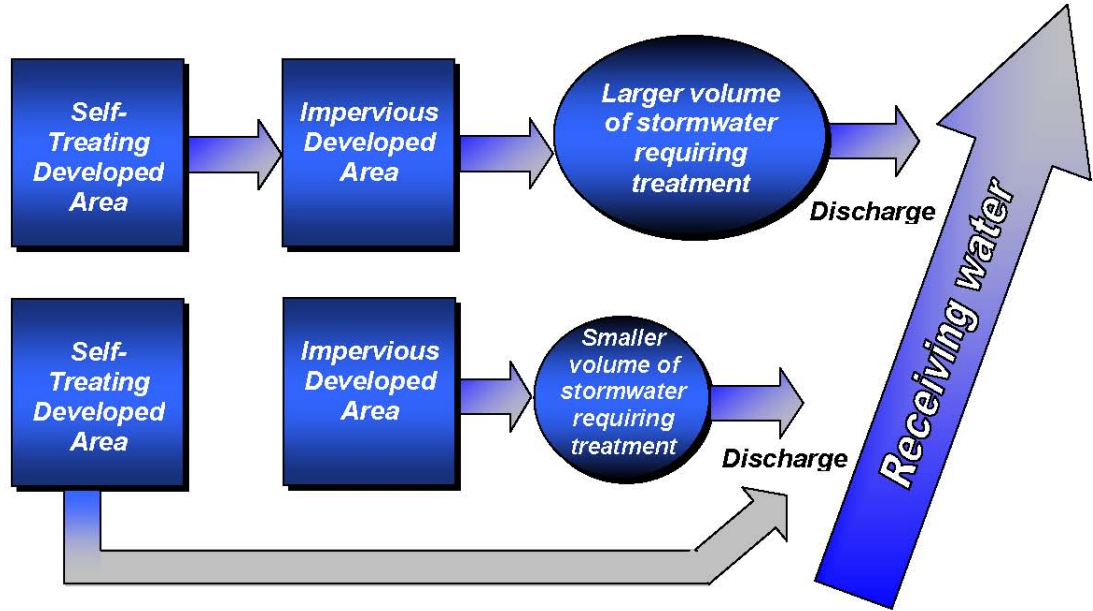 Self-
Treating
Developed
Area
Impervious
Developed
Area
Larger volume
of stormwater
requiring
treatment
Discharge
Self-
Treating
Developed
Area
Impervious
Developed
Area
Smaller
volume of
stormwater
requiring
treatment
Discharge
Receiving water